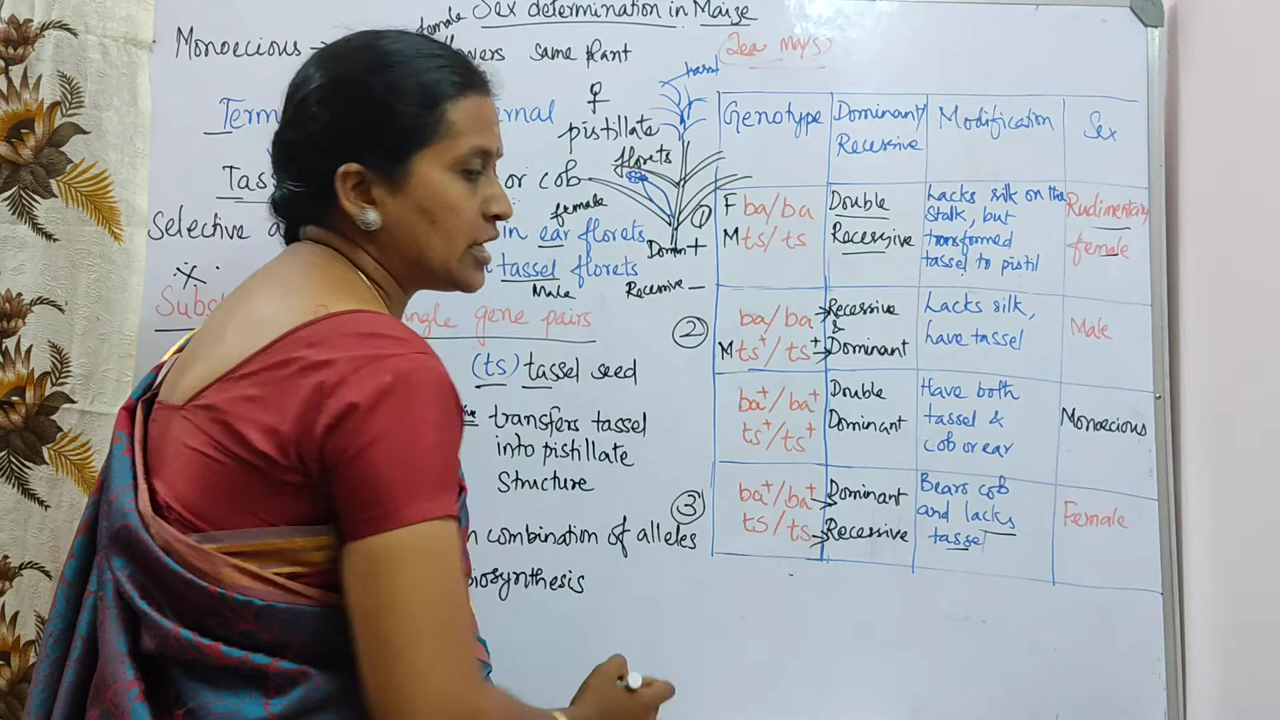 Sex determination in Maize
female
Monoecious → flowers same plant
(Zea mays)
Term ernal
♀
pistillate
florets
tassel
Tas or cob
female
Selective in ear florets
tassel florets
Male
Dominant +
Recessive –
Subs ingle gene pairs
(ts) tassel seed
transfers tassel
into pistillate
Structure
combination of alleles
biosynthesis
Genotype
Dominant/
Recessive
Modification
Sex
①
F ba/ba
M ts/ts
Double
Recessive
Lacks silk on the
stalk, but
transformed
tassel to pistil
Rudimentary
female
②
ba/ba
M ts⁺/ts⁺
→Recessive
&
→Dominant
Lacks silk,
have tassel
Male
ba⁺/ba⁺
ts⁺/ts⁺
Double
Dominant
Have both
tassel &
cob or ear
Monoecious
③
ba⁺/ba⁺
ts/ts
→Dominant
→Recessive
Bears cob
and lacks
tassel
Female